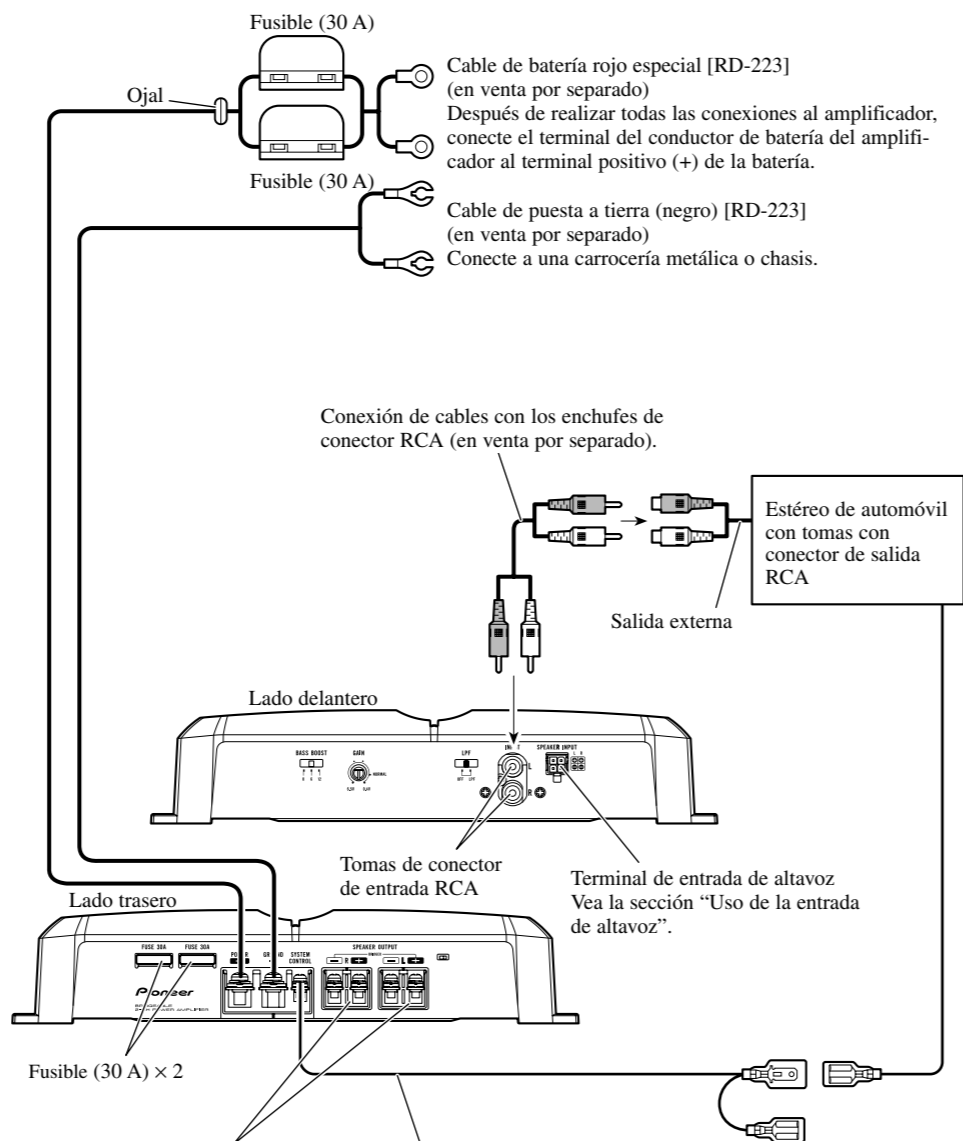 Fusible (30 A)
Ojal
Cable de batería rojo especial [RD-223]
(en venta por separado)
Después de realizar todas las conexiones al amplificador,
conecte el terminal del conductor de batería del amplifi-
cador al terminal positivo (+) de la batería.
Fusible (30 A)
Cable de puesta a tierra (negro) [RD-223]
(en venta por separado)
Conecte a una carrocería metálica o chasis.
Conexión de cables con los enchufes de
conector RCA (en venta por separado).
Estéreo de automóvil
con tomas con
conector de salida
RCA
Salida externa
Lado delantero
BASS BOOST
GAIN
NORMAL
LPF
OFF LPF
SPEAKER INPUT
L R
L
R
Tomas de conector
de entrada RCA
Terminal de entrada de altavoz
Vea la sección “Uso de la entrada
de altavoz”.
Lado trasero
FUSE 30A FUSE 30A
SYSTEM
CONTROL
SPEAKER OUTPUT
R
L
Pioneer
POWER AMPLIFIER
Fusible (30 A) × 2